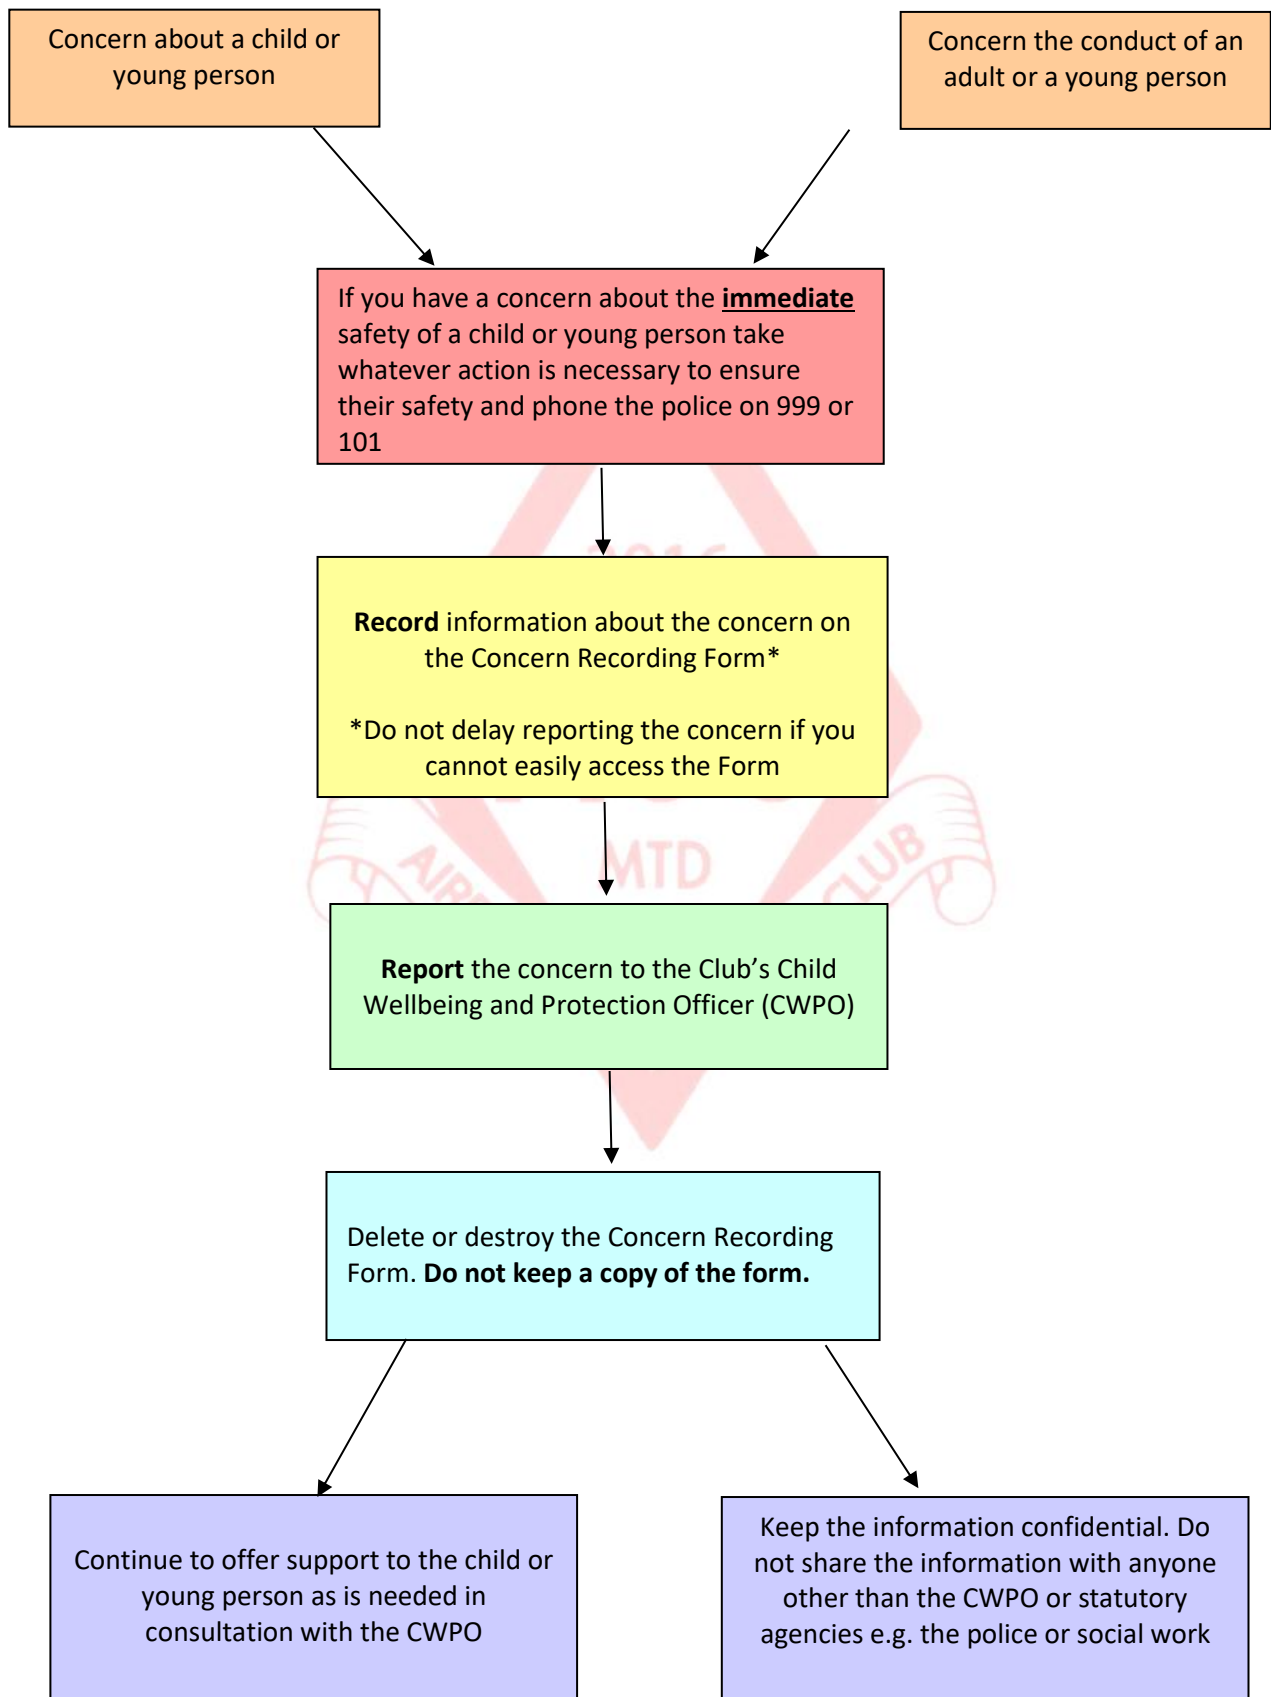 Concern about a child or
young person
Concern the conduct of an
adult or a young person
If you have a concern about the immediate
safety of a child or young person take
whatever action is necessary to ensure
their safety and phone the police on 999 or
101
Record information about the concern on
the Concern Recording Form*
*Do not delay reporting the concern if you
cannot easily access the Form
MTD
CLUB
Report the concern to the Club’s Child
Wellbeing and Protection Officer (CWPO)
Delete or destroy the Concern Recording
Form. Do not keep a copy of the form.
Continue to offer support to the child or
young person as is needed in
consultation with the CWPO
Keep the information confidential. Do
not share the information with anyone
other than the CWPO or statutory
agencies e.g. the police or social work